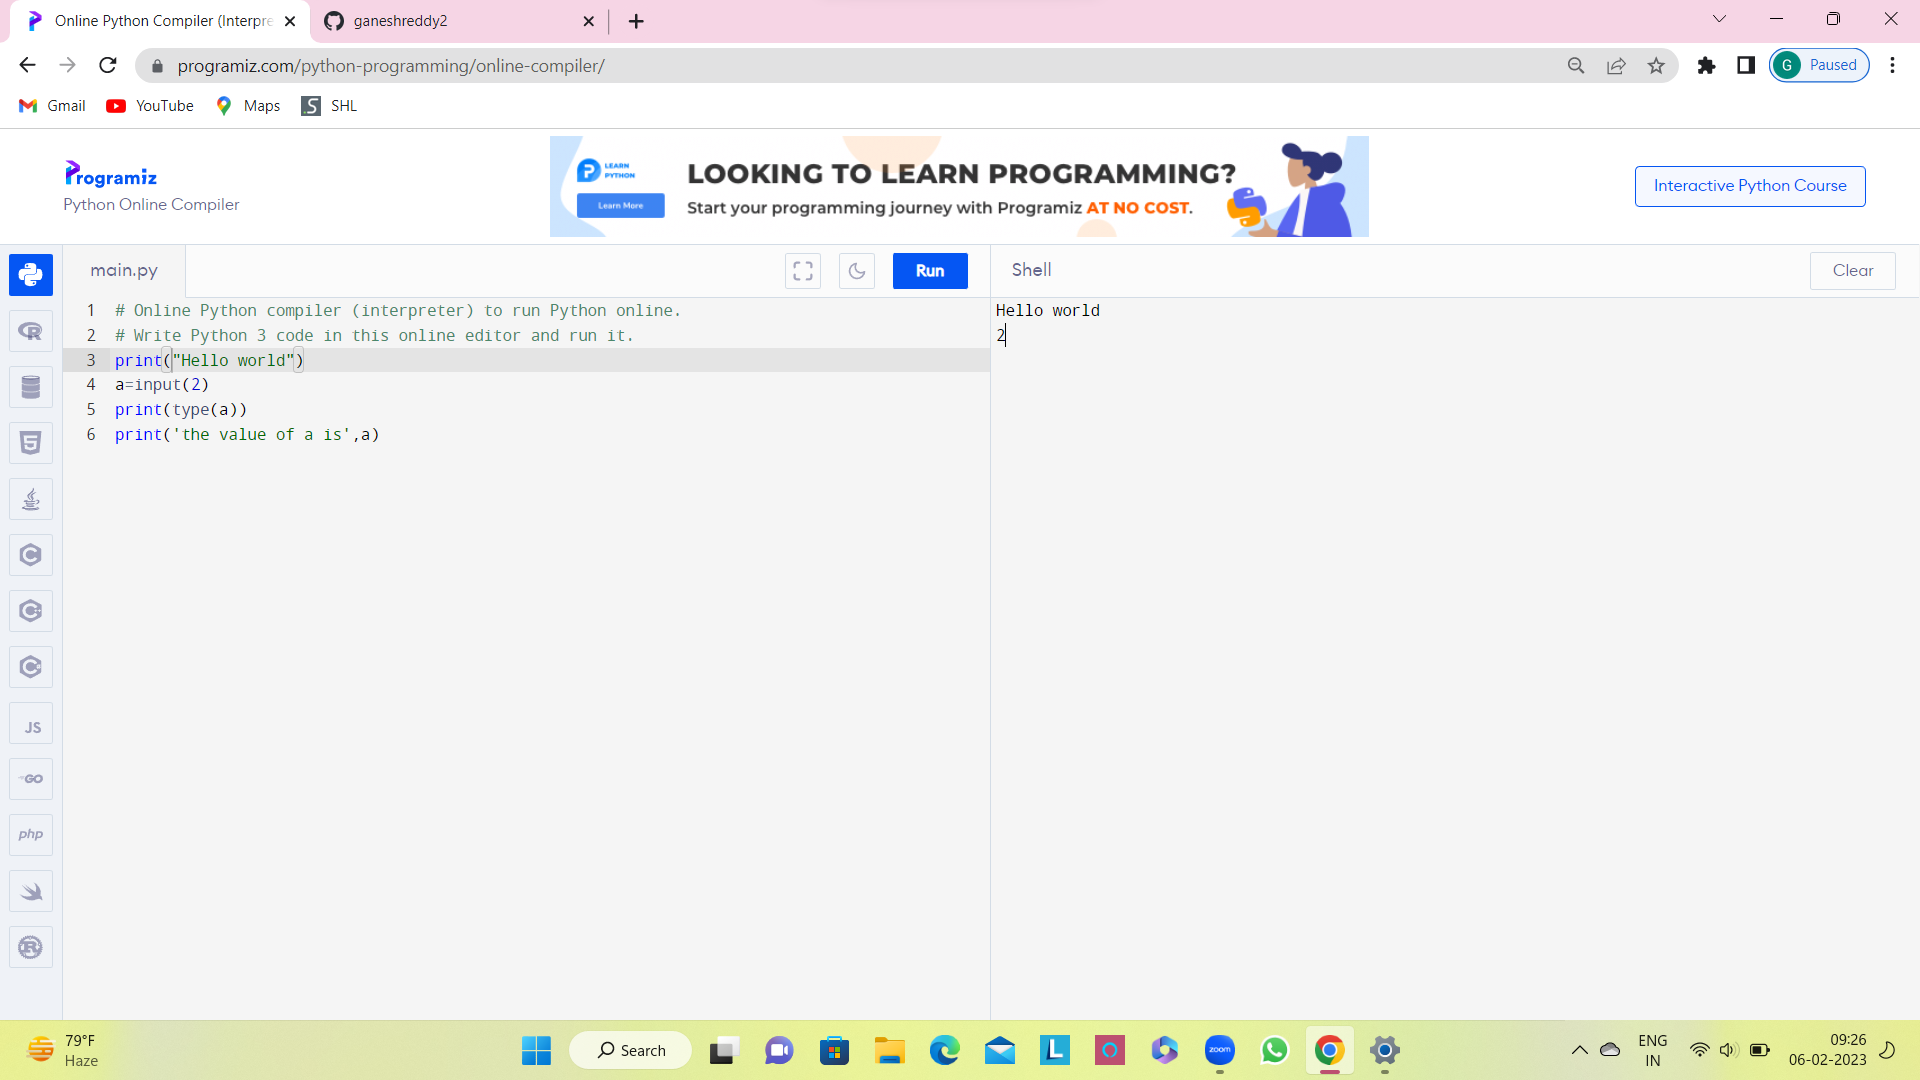 Online Python Compiler (Interpre
ganeshreddy2
programiz.com/python-programming/online-compiler/
G
Paused
Gmail
YouTube
Maps
SHL
Programiz
Python Online Compiler
LEARN
PYTHON
Learn More
LOOKING TO LEARN PROGRAMMING?
Start your programming journey with Programiz AT NO COST.
Interactive Python Course
main.py
Run
Shell
Clear
1 # Online Python compiler (interpreter) to run Python online.
2 # Write Python 3 code in this online editor and run it.
3 print("Hello world")
4 a=input(2)
5 print(type(a))
6 print('the value of a is',a)
Hello world
2
JS
GO
php
79°F
Haze
Search
zoom
ENG
IN
09:26
06-02-2023